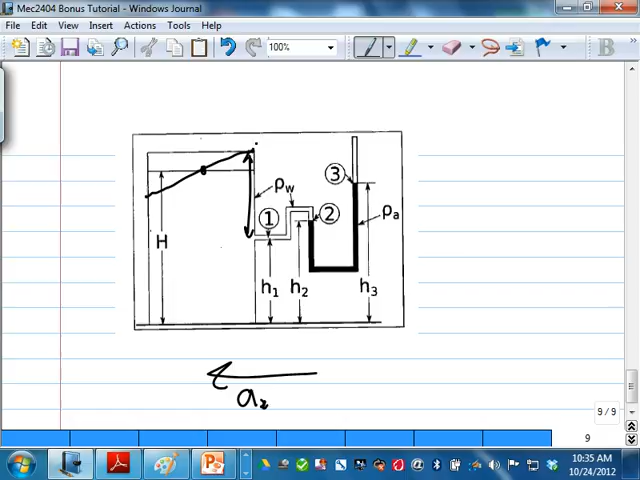 Mec2404 Bonus Tutorial - Windows Journal
File Edit View Insert Actions Tools Help
100% B
ρw
③
①
②
ρa
H
h1 h2 h3
9 / 9
9
10:35 AM
10/24/2012